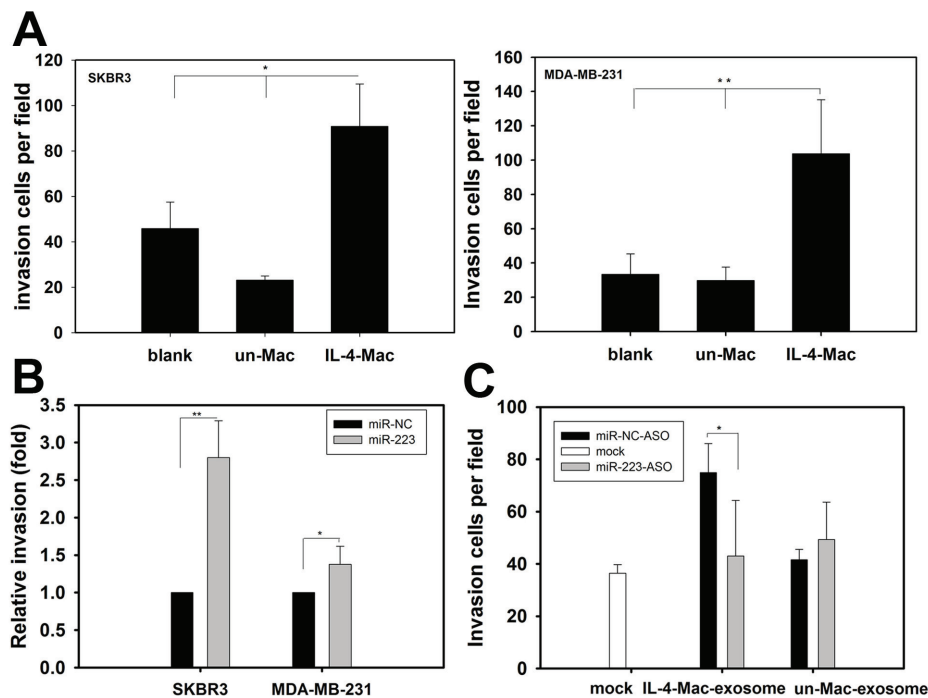 A
SKBR3
*
invasion cells per field
120
100
80
60
40
20
0
blank un-Mac IL-4-Mac
MDA-MB-231
**
Invasion cells per field
160
140
120
100
80
60
40
20
0
blank un-Mac IL-4-Mac
B
Relative invasion (fold)
3.5
3.0
2.5
2.0
1.5
1.0
0.5
0.0
**
*
miR-NC
miR-223
SKBR3 MDA-MB-231
C
Invasion cells per field
100
80
60
40
20
0
miR-NC-ASO
mock
miR-223-ASO
*
mock IL-4-Mac-exosome un-Mac-exosome